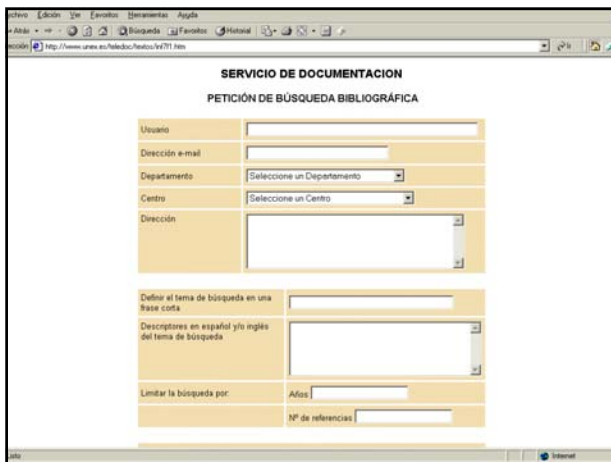 Edición Ver Favoritos Herramientas Ayuda
Atrás Búsqueda Favoritos Historial
http://www.unex.es/teledoc/textos/inl7f1.htm Ir
SERVICIO DE DOCUMENTACION
PETICIÓN DE BÚSQUEDA BIBLIOGRÁFICA
Usuario
Dirección e-mail
Departamento Seleccione un Departamento
Centro Seleccione un Centro
Dirección
Definir el tema de búsqueda en una
frase corta
Descriptores en español y/o inglés
del tema de búsqueda
Limitar la búsqueda por: Años
Nº de referencias
Internet